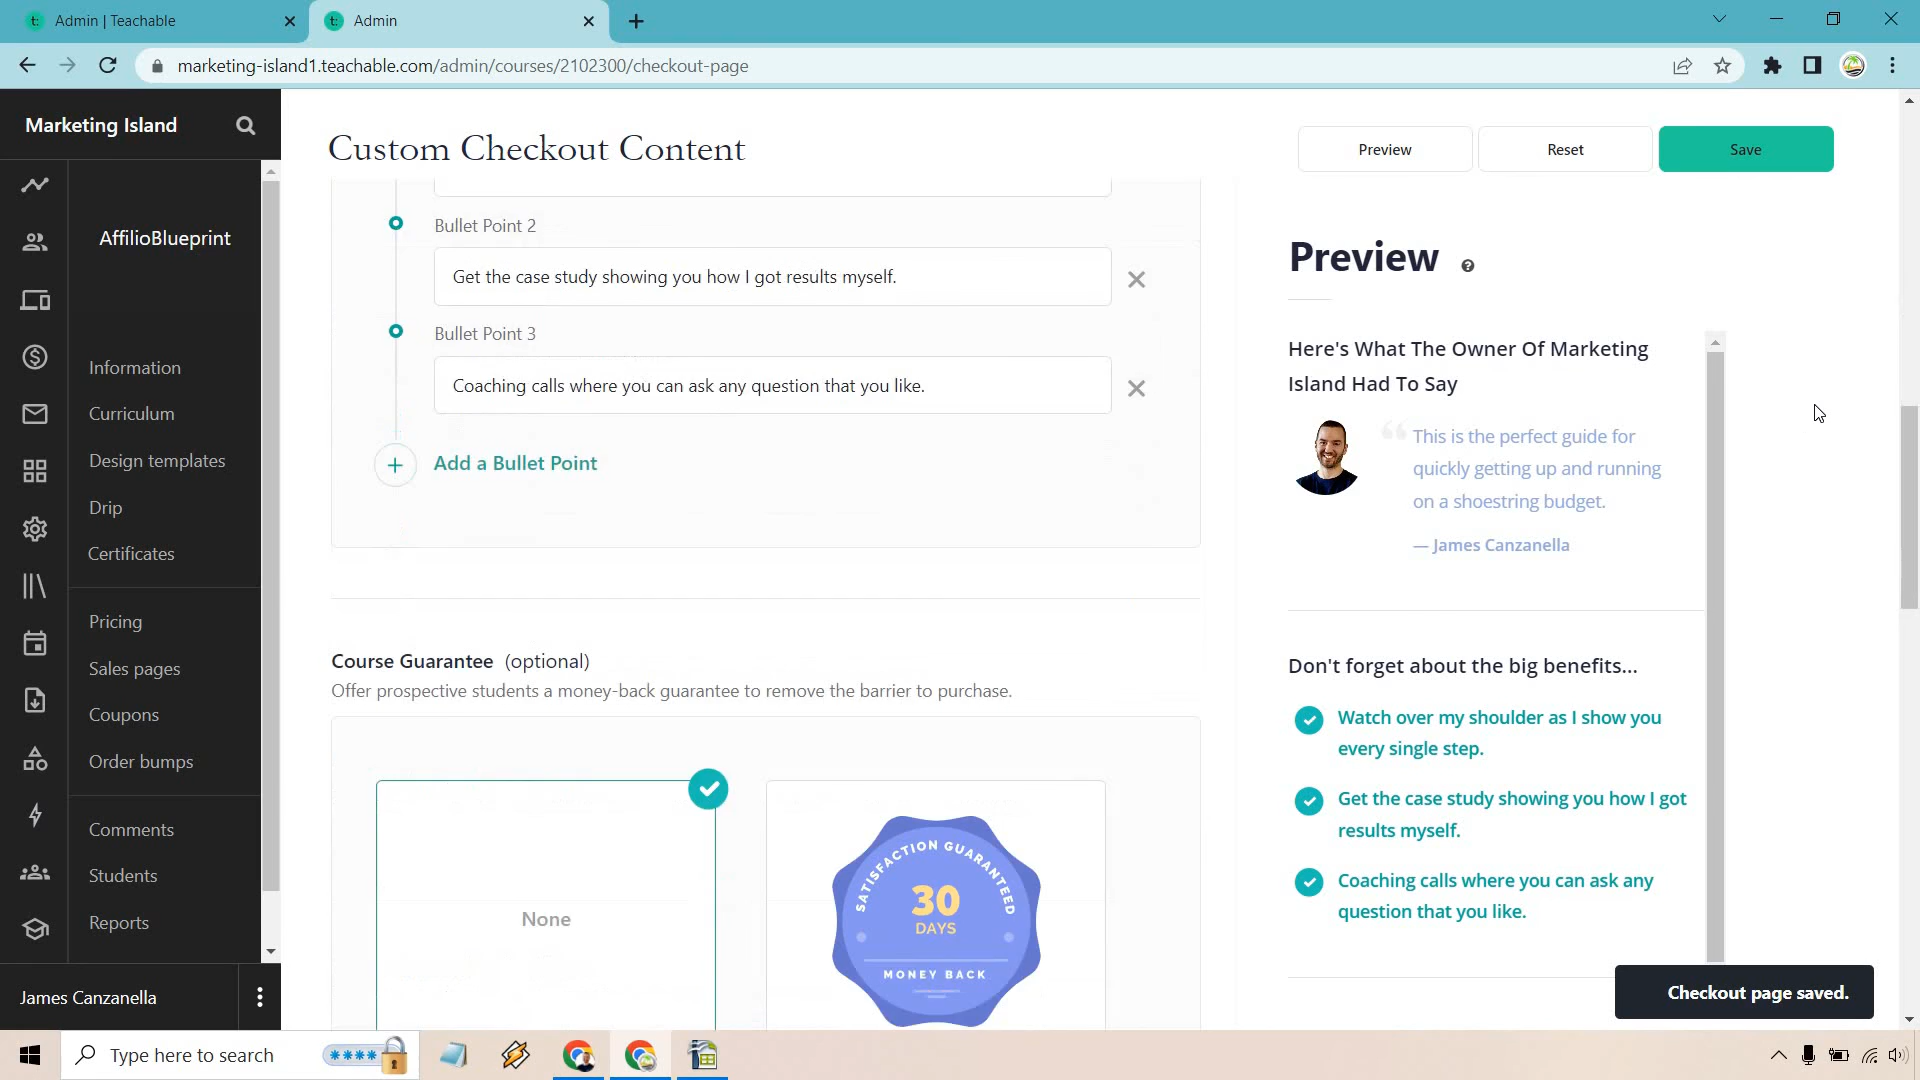 Admin | Teachable
Admin
marketing-island1.teachable.com/admin/courses/2102300/checkout-page
Marketing Island
AffilioBlueprint
Information
Curriculum
Design templates
Drip
Certificates
Pricing
Sales pages
Coupons
Order bumps
Comments
Students
Reports
James Canzanella
Custom Checkout Content
Preview
Reset
Save
Bullet Point 2
Get the case study showing you how I got results myself.
Bullet Point 3
Coaching calls where you can ask any question that you like.
Add a Bullet Point
Course Guarantee (optional)
Offer prospective students a money-back guarantee to remove the barrier to purchase.
None
SATISFACTION GUARANTEED
30
DAYS
MONEY BACK
Preview
Here's What The Owner Of Marketing
Island Had To Say
“ This is the perfect guide for
quickly getting up and running
on a shoestring budget.
— James Canzanella
Don't forget about the big benefits...
Watch over my shoulder as I show you
every single step.
Get the case study showing you how I got
results myself.
Coaching calls where you can ask any
question that you like.
Checkout page saved.
Type here to search